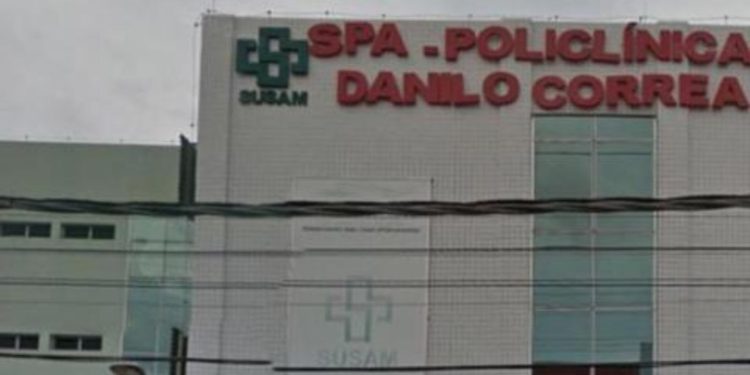 SPA - POLICLÍNICA
DANILO CORREA
SUSAM
SUSAM